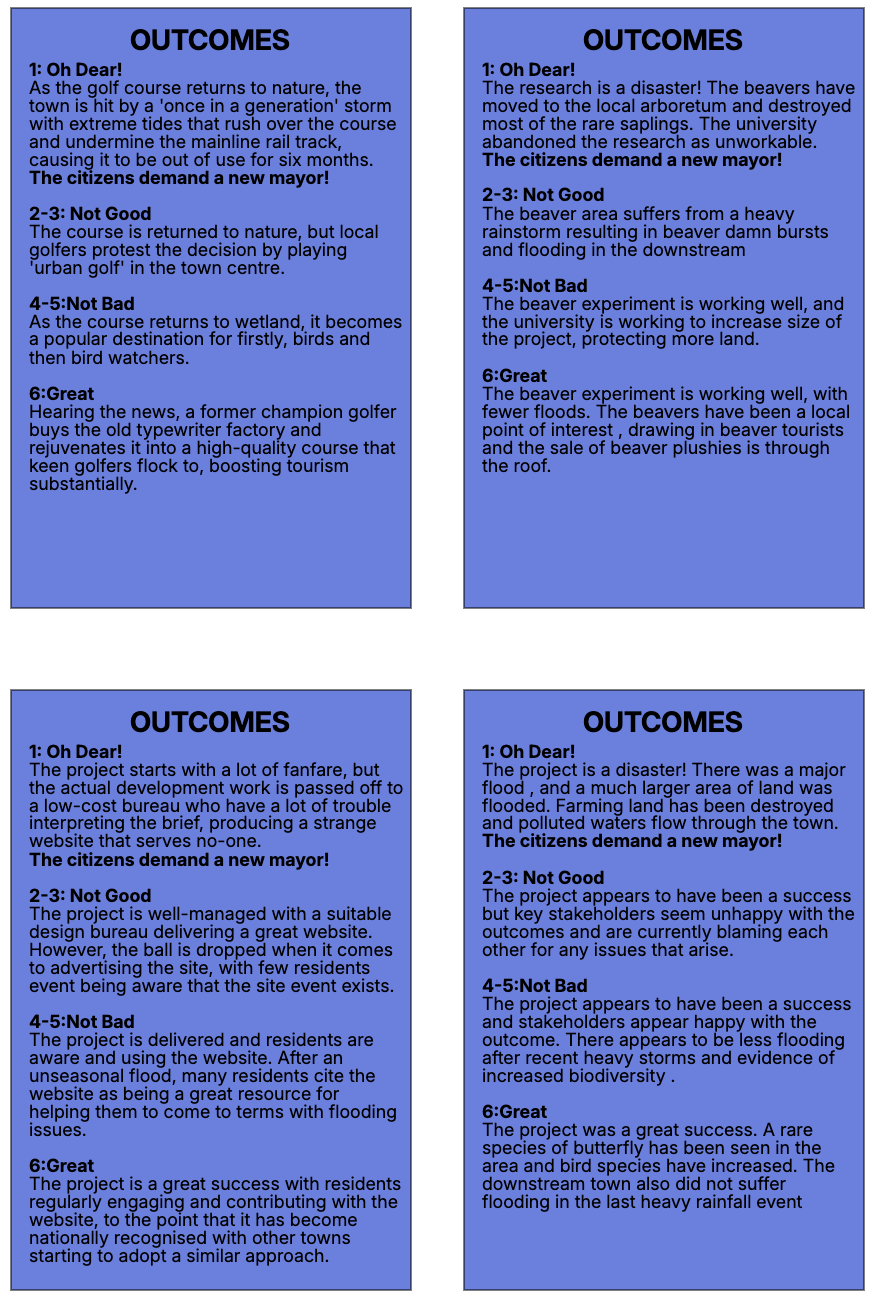 OUTCOMES
1: Oh Dear!
As the golf course returns to nature, the
town is hit by a 'once in a generation' storm
with extreme tides that rush over the course
and undermine the mainline rail track,
causing it to be out of use for six months.
The citizens demand a new mayor!
2-3: Not Good
The course is returned to nature, but local
golfers protest the decision by playing
'urban golf' in the town centre.
4-5:Not Bad
As the course returns to wetland, it becomes
a popular destination for firstly, birds and
then bird watchers.
6:Great
Hearing the news, a former champion golfer
buys the old typewriter factory and
rejuvenates it into a high-quality course that
keen golfers flock to, boosting tourism
substantially.
OUTCOMES
1: Oh Dear!
The research is a disaster! The beavers have
moved to the local arboretum and destroyed
most of the rare saplings. The university
abandoned the research as unworkable.
The citizens demand a new mayor!
2-3: Not Good
The beaver area suffers from a heavy
rainstorm resulting in beaver damn bursts
and flooding in the downstream
4-5:Not Bad
The beaver experiment is working well, and
the university is working to increase size of
the project, protecting more land.
6:Great
The beaver experiment is working well, with
fewer floods. The beavers have been a local
point of interest , drawing in beaver tourists
and the sale of beaver plushies is through
the roof.
OUTCOMES
1: Oh Dear!
The project starts with a lot of fanfare, but
the actual development work is passed off to
a low-cost bureau who have a lot of trouble
interpreting the brief, producing a strange
website that serves no-one.
The citizens demand a new mayor!
2-3: Not Good
The project is well-managed with a suitable
design bureau delivering a great website.
However, the ball is dropped when it comes
to advertising the site, with few residents
event being aware that the site event exists.
4-5:Not Bad
The project is delivered and residents are
aware and using the website. After an
unseasonal flood, many residents cite the
website as being a great resource for
helping them to come to terms with flooding
issues.
6:Great
The project is a great success with residents
regularly engaging and contributing with the
website, to the point that it has become
nationally recognised with other towns
starting to adopt a similar approach.
OUTCOMES
1: Oh Dear!
The project is a disaster! There was a major
flood , and a much larger area of land was
flooded. Farming land has been destroyed
and polluted waters flow through the town.
The citizens demand a new mayor!
2-3: Not Good
The project appears to have been a success
but key stakeholders seem unhappy with the
outcomes and are currently blaming each
other for any issues that arise.
4-5:Not Bad
The project appears to have been a success
and stakeholders appear happy with the
outcome. There appears to be less flooding
after recent heavy storms and evidence of
increased biodiversity .
6:Great
The project was a great success. A rare
species of butterfly has been seen in the
area and bird species have increased. The
downstream town also did not suffer
flooding in the last heavy rainfall event